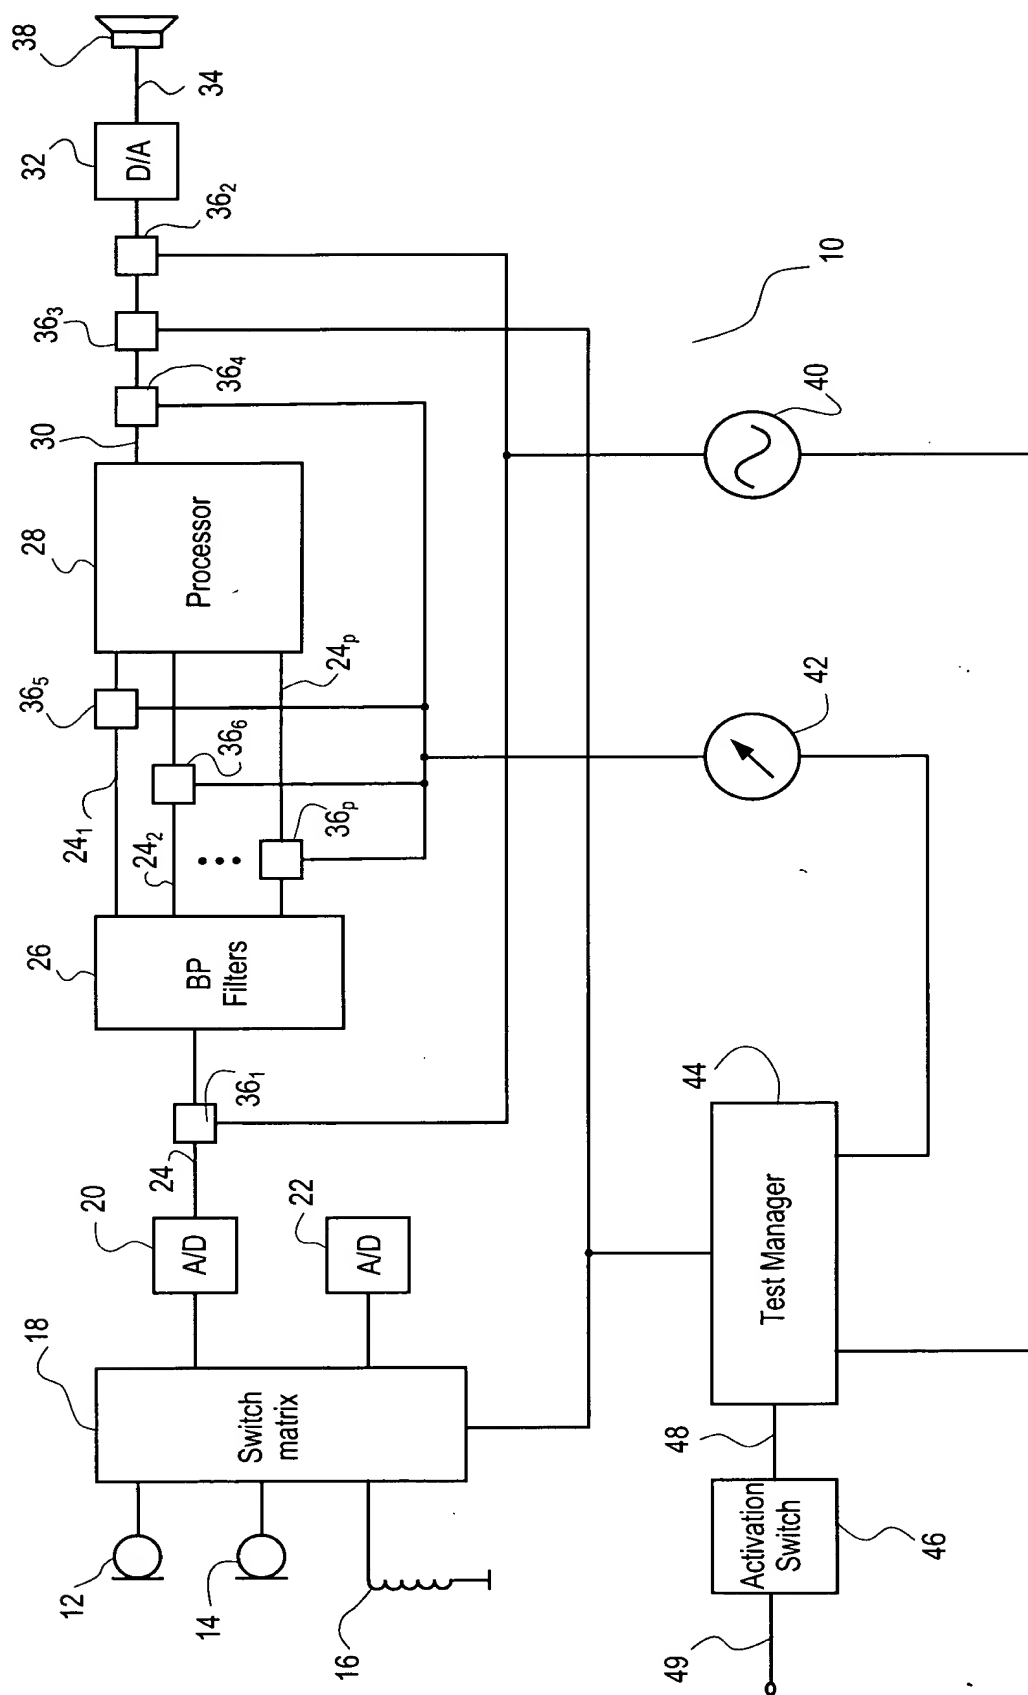 38
34
32
D/A
36₂
36₃
36₄
30
28
Processor
36₅
24₁
36₆
24₂
24ₚ
36ₚ
26
BP
Filters
36₁
24
20
A/D
22
A/D
18
Switch
matrix
12
14
16
10
40
42
44
Test Manager
48
Activation
Switch
46
49